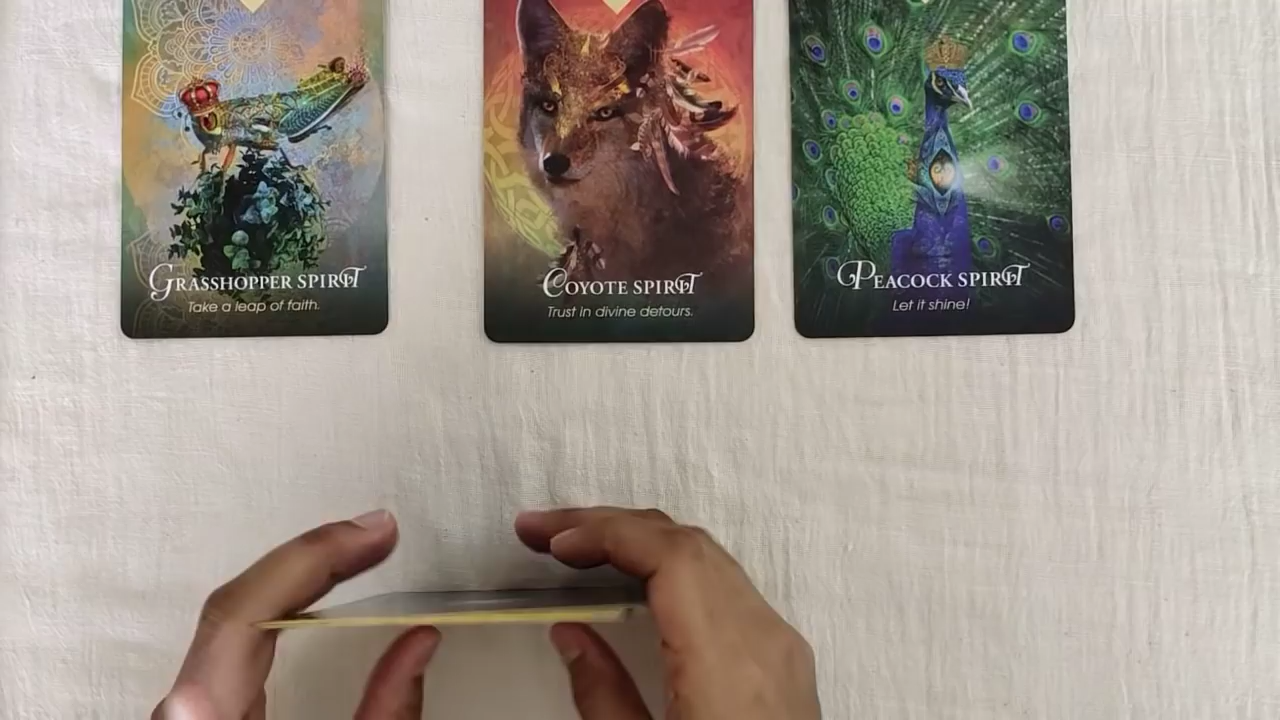 GRASSHOPPER SPIRIT
Take a leap of faith.
COYOTE SPIRIT
Trust in divine detours.
PEACOCK SPIRIT
Let it shine!